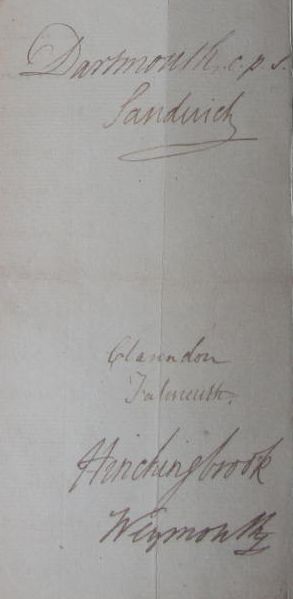 Dartmouth, c. p. s.
Sandwich
Clarendon
Falmouth.
Hinchingbrook
Weymouth